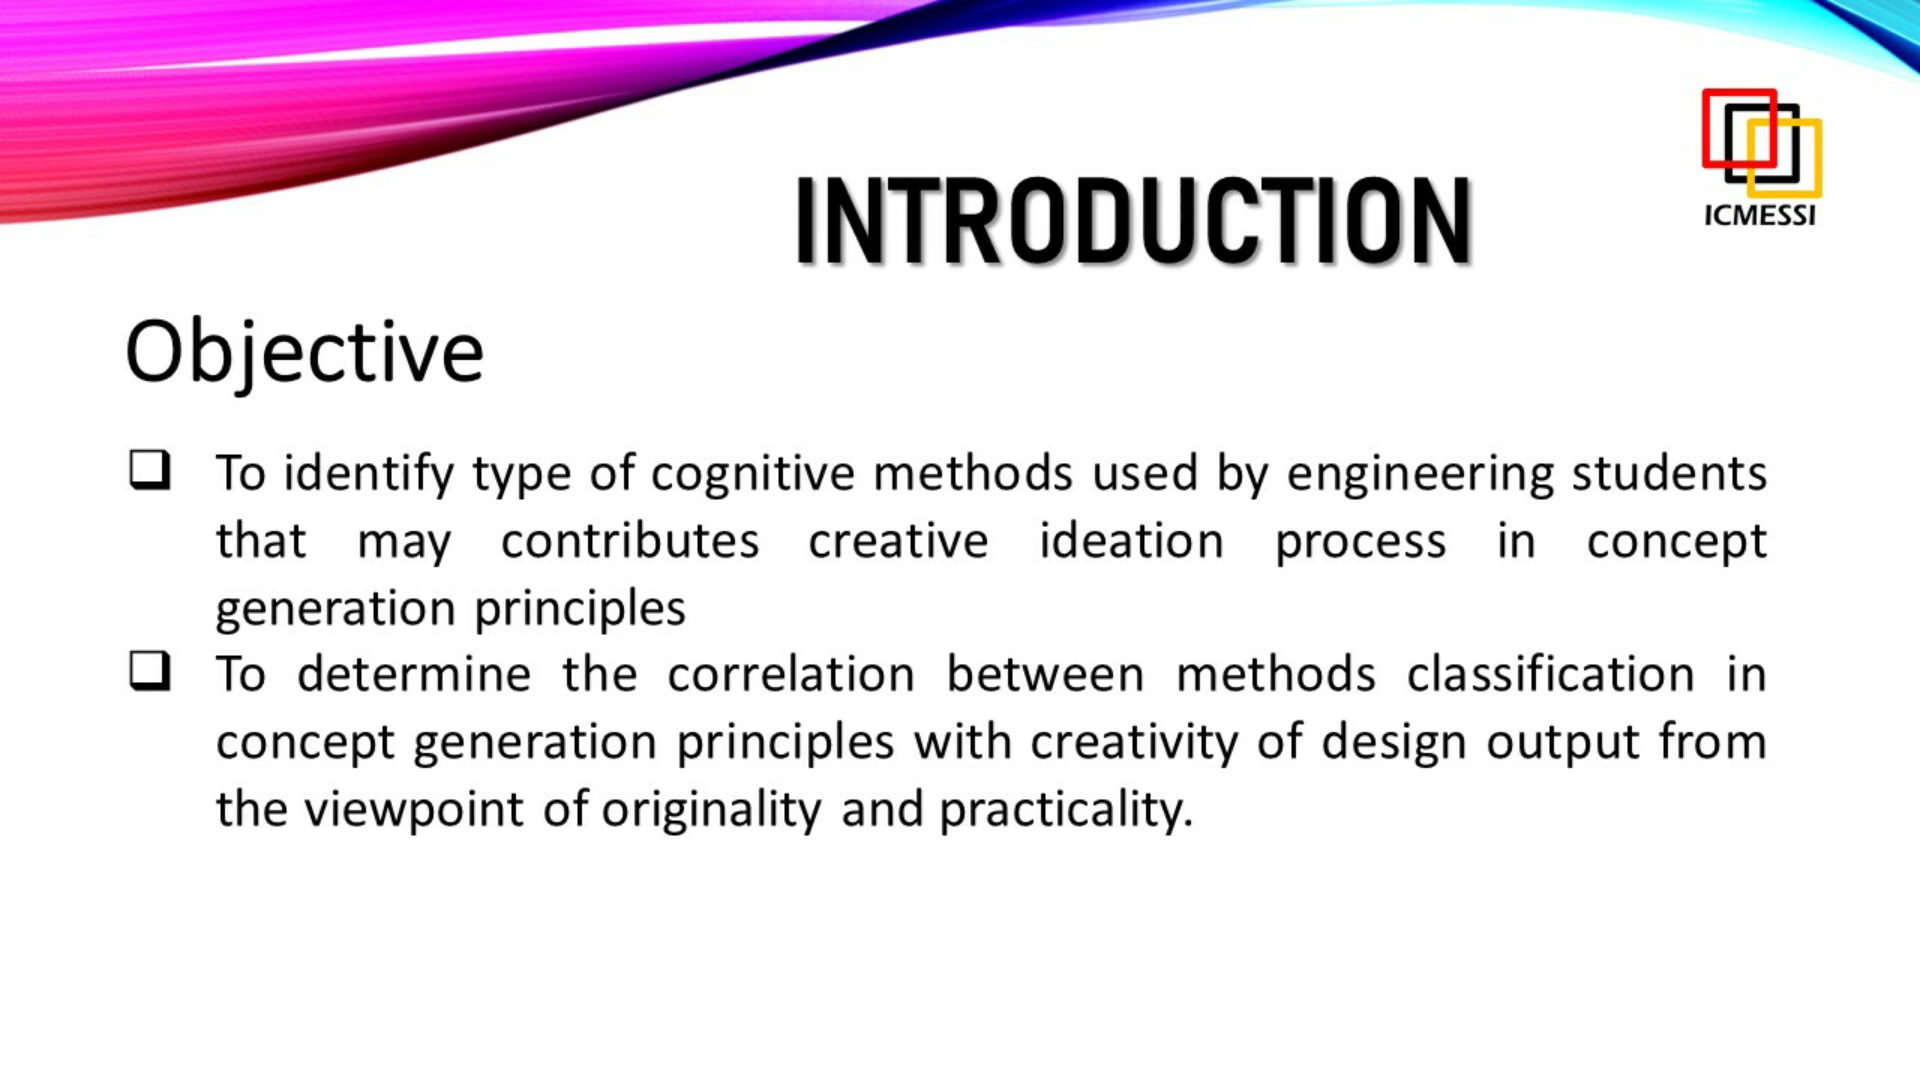 ICMESSI
INTRODUCTION
Objective
To identify type of cognitive methods used by engineering students
that may contributes creative ideation process in concept
generation principles
To determine the correlation between methods classification in
concept generation principles with creativity of design output from
the viewpoint of originality and practicality.